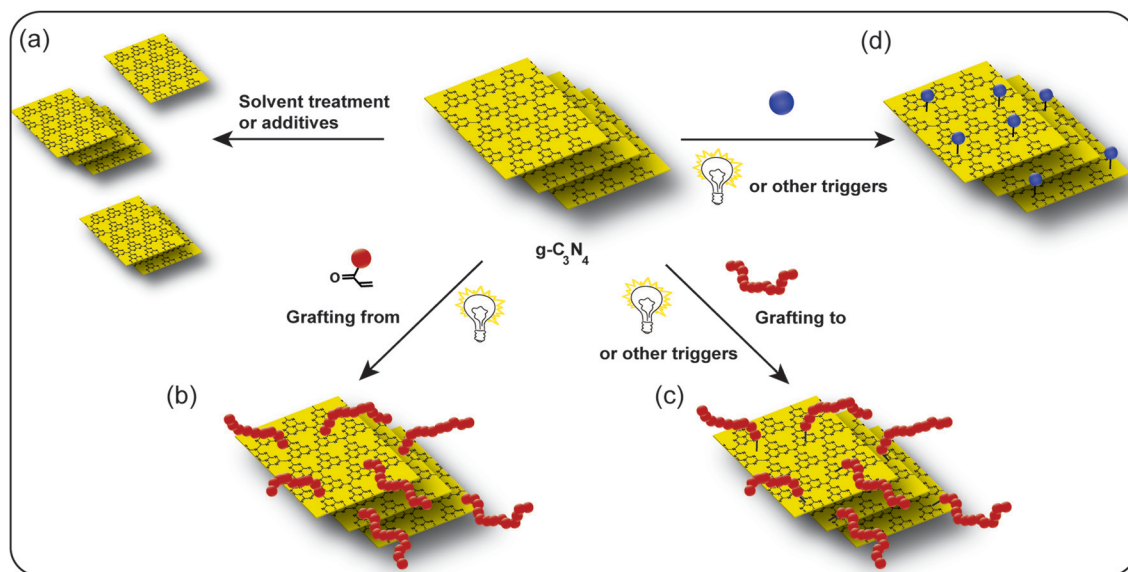 (a)
(d)
Solvent treatment
or additives
or other triggers
g-C3N4
O
Grafting from
Grafting to
or other triggers
(b)
(c)